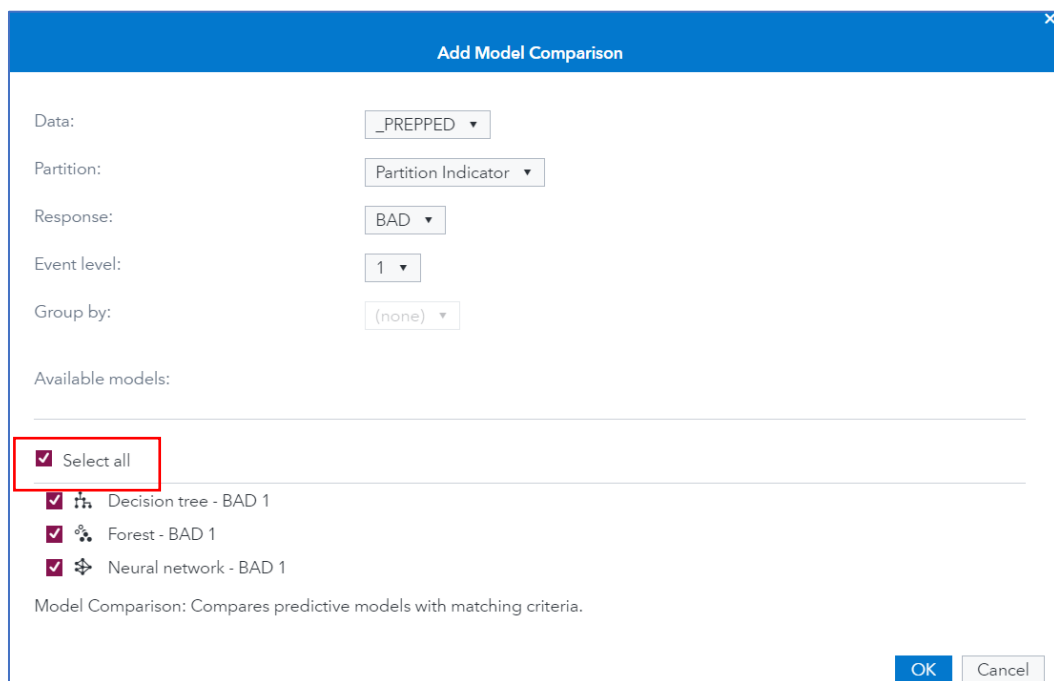 Add Model Comparison
Data: _PREPPED
Partition: Partition Indicator
Response: BAD
Event level: 1
Group by: (none)
Available models:
Select all
Decision tree - BAD 1
Forest - BAD 1
Neural network - BAD 1
Model Comparison: Compares predictive models with matching criteria.
OK Cancel